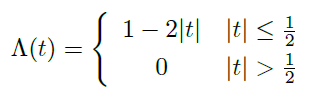 Λ(t) = { 1 − 2|t| |t| ≤ 1/2
0 |t| > 1/2